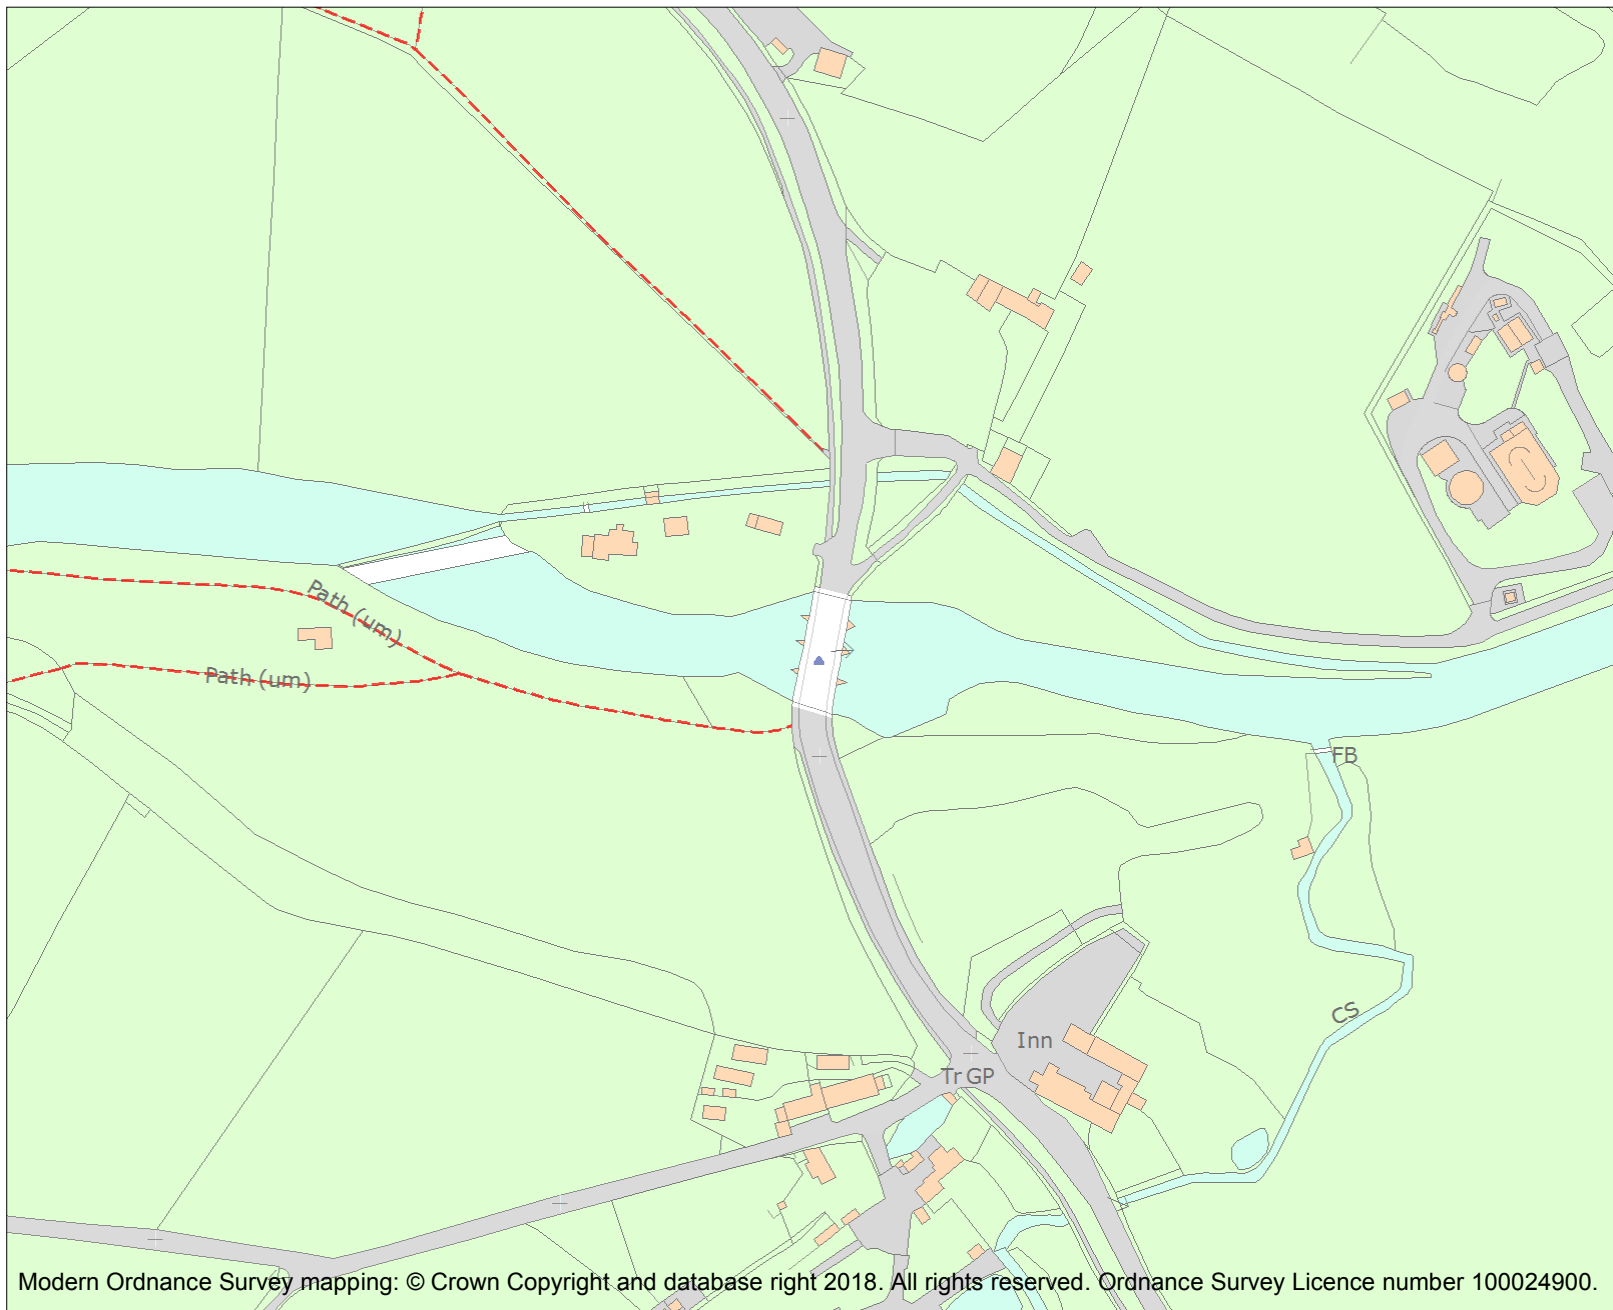 Path (um)
Path (um)
FB
CS
Inn
Tr GP
Modern Ordnance Survey mapping: © Crown Copyright and database right 2018. All rights reserved. Ordnance Survey Licence number 100024900.